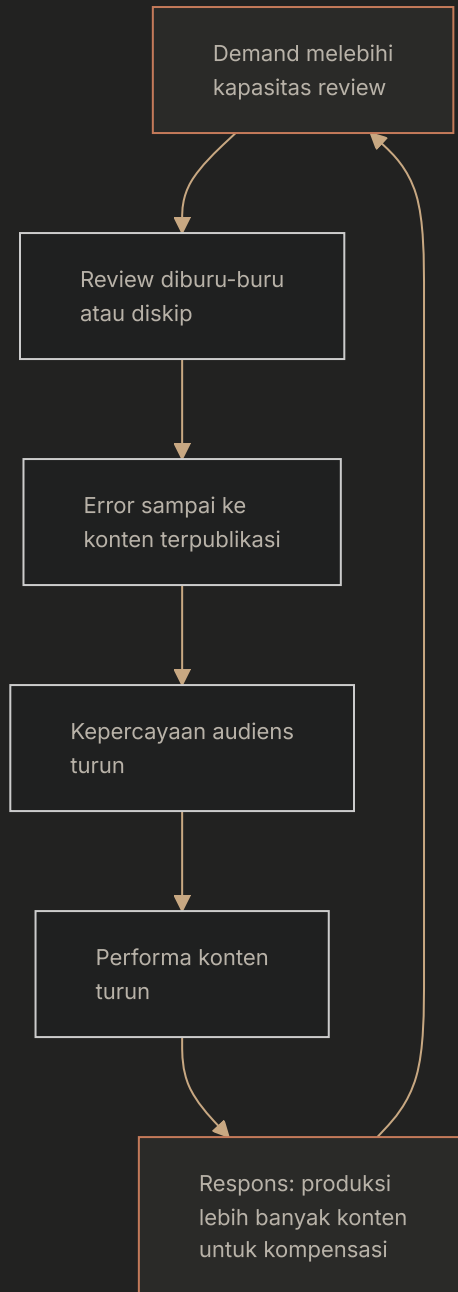 Demand melebihi
kapasitas review
Review diburu-buru
atau diskip
Error sampai ke
konten terpublikasi
Kepercayaan audiens
turun
Performa konten
turun
Respons: produksi
lebih banyak konten
untuk kompensasi